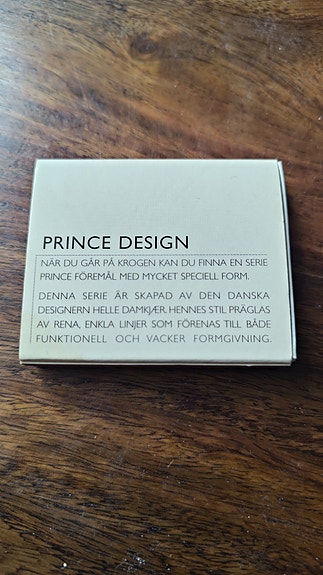 PRINCE DESIGN
NÄR DU GÅR PÅ KROGEN KAN DU FINNA EN SERIE
PRINCE FÖREMÅL MED MYCKET SPECIELL FORM.
DENNA SERIE ÄR SKAPAD AV DEN DANSKA
DESIGNERN HELLE DAMKJÆR. HENNES STIL PRÄGLAS
AV RENA, ENKLA LINJER SOM FÖRENAS TILL BÅDE
FUNKTIONELL OCH VACKER FORMGIVNING.